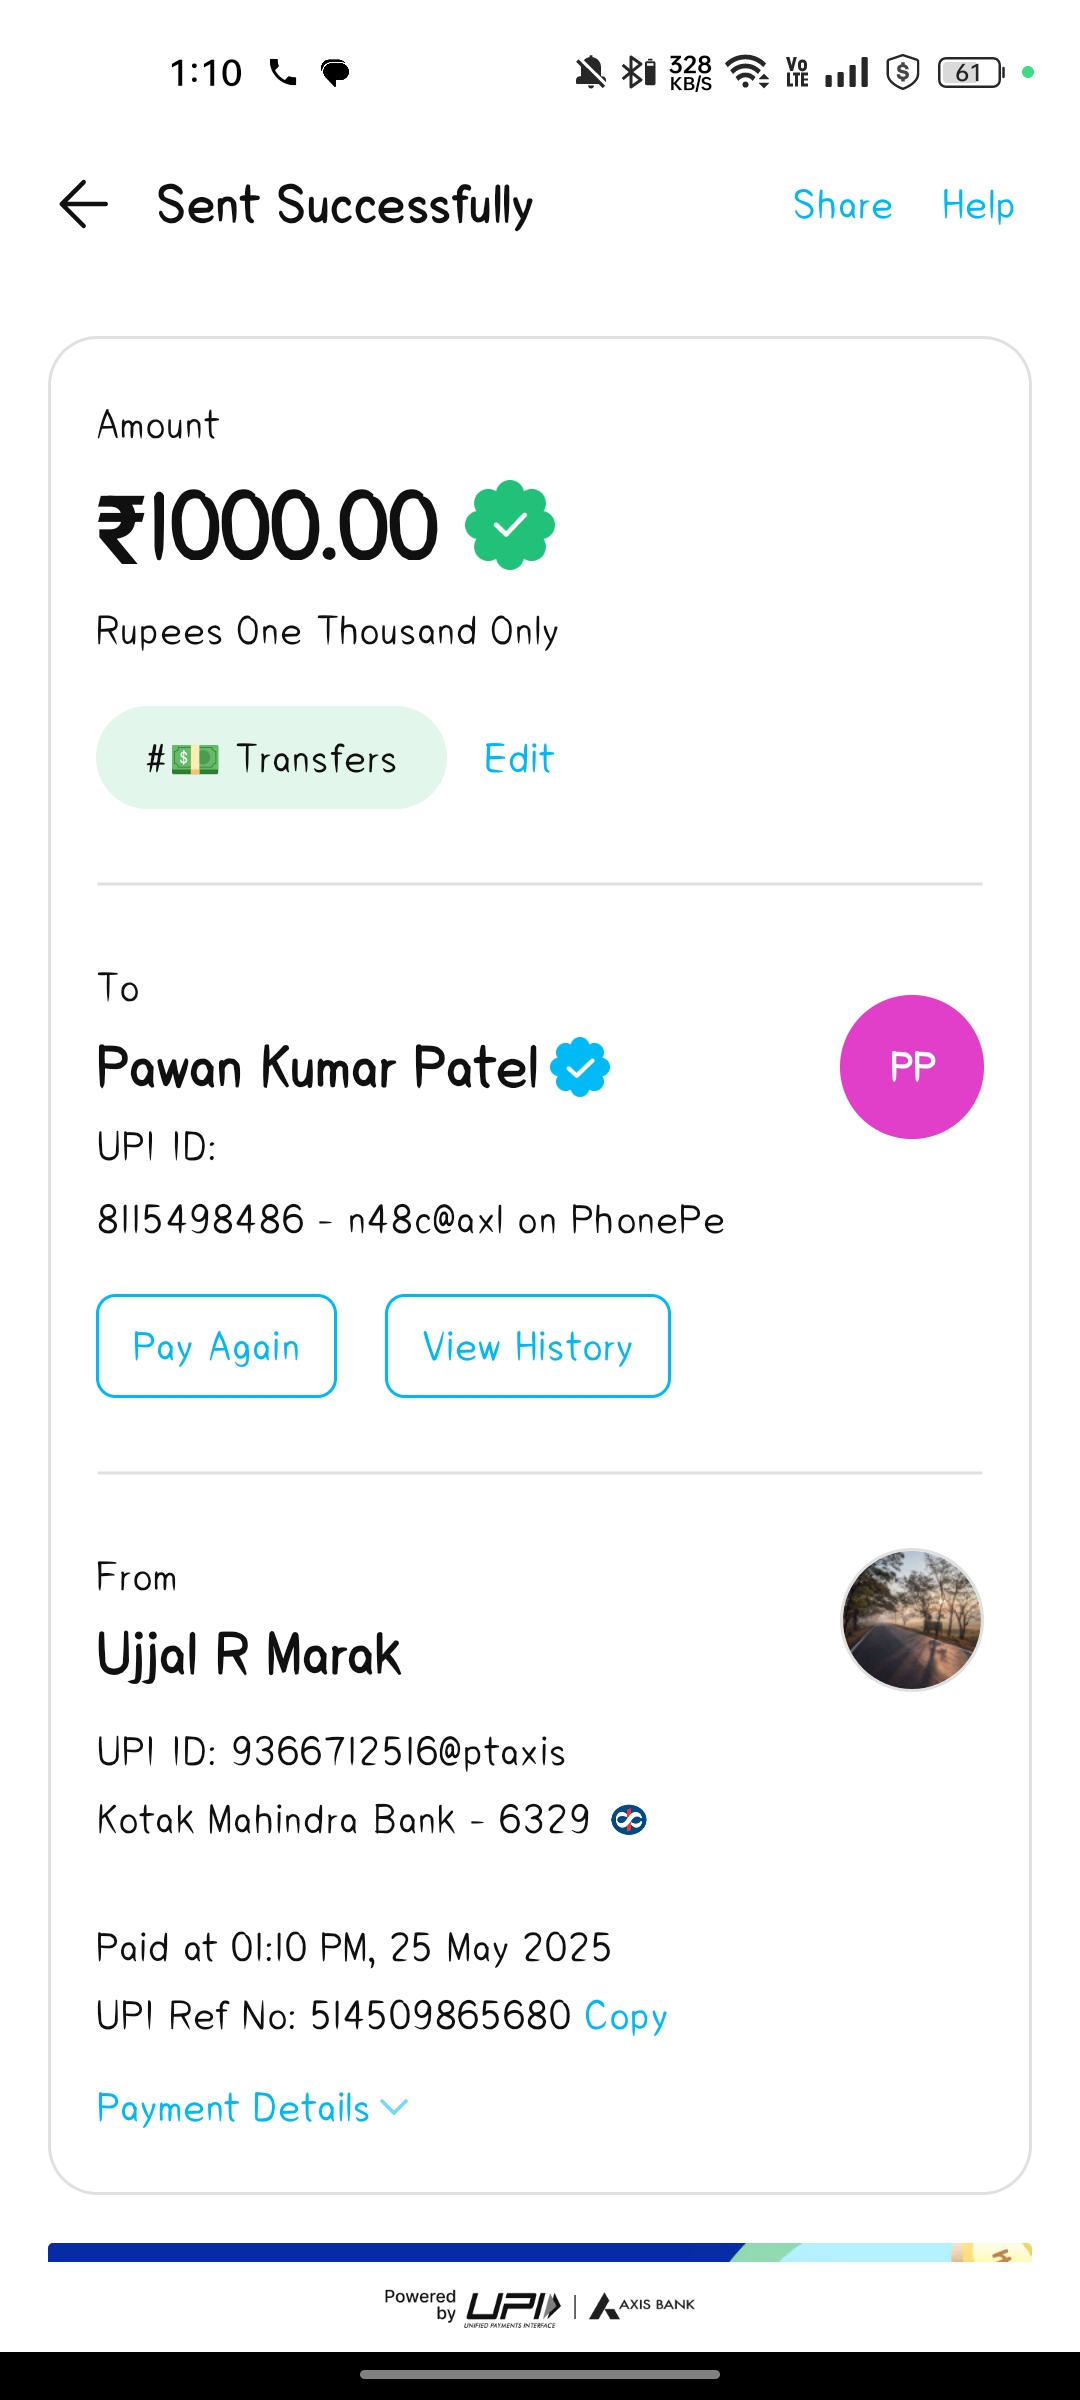 1:10 328 KB/S Vo LTE 61
Sent Successfully Share Help
Amount
₹1000.00
Rupees One Thousand Only
#💵 Transfers Edit
To
Pawan Kumar Patel
PP
UPI ID:
8115498486 - n48c@axl on PhonePe
Pay Again View History
From
Ujjal R Marak
UPI ID: 9366712516@ptaxis
Kotak Mahindra Bank - 6329
Paid at 01:10 PM, 25 May 2025
UPI Ref No: 514509865680 Copy
Payment Details
Powered by UPI | AXIS BANK
UNIFIED PAYMENTS INTERFACE